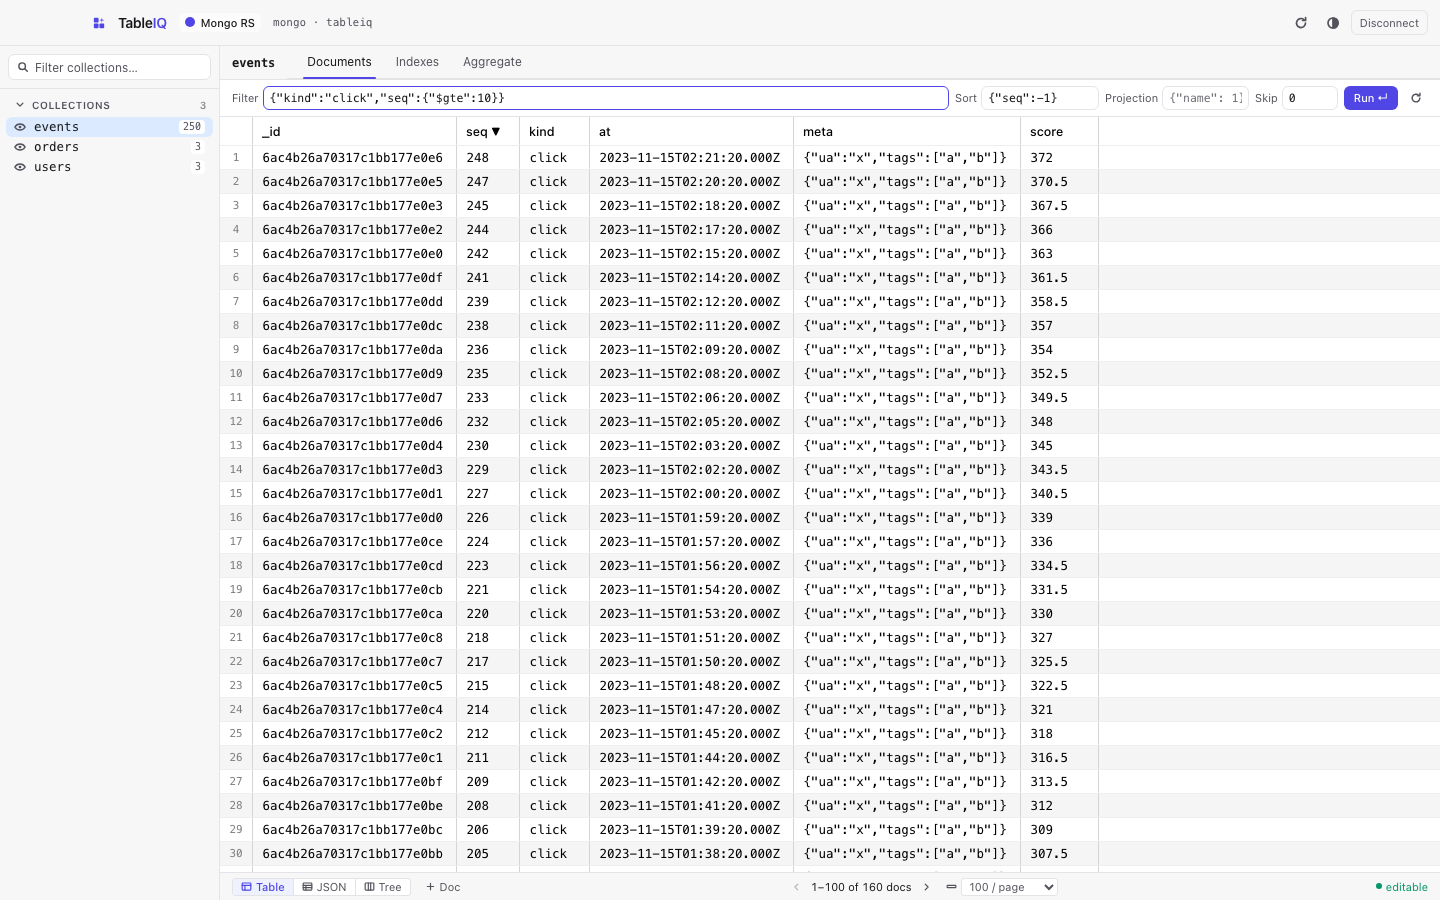 TableIQ
Mongo RS
mongo · tableiq
Disconnect
Filter collections...
COLLECTIONS 3
events 250
orders 3
users 3
events Documents Indexes Aggregate
Filter {"kind":"click","seq":{"$gte":10}} Sort {"seq":-1} Projection {"name": 1} Skip 0 Run ↵
_id seq ▼ kind at meta score
1 6ac4b26a70317c1bb177e0e6 248 click 2023-11-15T02:21:20.000Z {"ua":"x","tags":["a","b"]} 372
2 6ac4b26a70317c1bb177e0e5 247 click 2023-11-15T02:20:20.000Z {"ua":"x","tags":["a","b"]} 370.5
3 6ac4b26a70317c1bb177e0e3 245 click 2023-11-15T02:18:20.000Z {"ua":"x","tags":["a","b"]} 367.5
4 6ac4b26a70317c1bb177e0e2 244 click 2023-11-15T02:17:20.000Z {"ua":"x","tags":["a","b"]} 366
5 6ac4b26a70317c1bb177e0e0 242 click 2023-11-15T02:15:20.000Z {"ua":"x","tags":["a","b"]} 363
6 6ac4b26a70317c1bb177e0df 241 click 2023-11-15T02:14:20.000Z {"ua":"x","tags":["a","b"]} 361.5
7 6ac4b26a70317c1bb177e0dd 239 click 2023-11-15T02:12:20.000Z {"ua":"x","tags":["a","b"]} 358.5
8 6ac4b26a70317c1bb177e0dc 238 click 2023-11-15T02:11:20.000Z {"ua":"x","tags":["a","b"]} 357
9 6ac4b26a70317c1bb177e0da 236 click 2023-11-15T02:09:20.000Z {"ua":"x","tags":["a","b"]} 354
10 6ac4b26a70317c1bb177e0d9 235 click 2023-11-15T02:08:20.000Z {"ua":"x","tags":["a","b"]} 352.5
11 6ac4b26a70317c1bb177e0d7 233 click 2023-11-15T02:06:20.000Z {"ua":"x","tags":["a","b"]} 349.5
12 6ac4b26a70317c1bb177e0d6 232 click 2023-11-15T02:05:20.000Z {"ua":"x","tags":["a","b"]} 348
13 6ac4b26a70317c1bb177e0d4 230 click 2023-11-15T02:03:20.000Z {"ua":"x","tags":["a","b"]} 345
14 6ac4b26a70317c1bb177e0d3 229 click 2023-11-15T02:02:20.000Z {"ua":"x","tags":["a","b"]} 343.5
15 6ac4b26a70317c1bb177e0d1 227 click 2023-11-15T02:00:20.000Z {"ua":"x","tags":["a","b"]} 340.5
16 6ac4b26a70317c1bb177e0d0 226 click 2023-11-15T01:59:20.000Z {"ua":"x","tags":["a","b"]} 339
17 6ac4b26a70317c1bb177e0ce 224 click 2023-11-15T01:57:20.000Z {"ua":"x","tags":["a","b"]} 336
18 6ac4b26a70317c1bb177e0cd 223 click 2023-11-15T01:56:20.000Z {"ua":"x","tags":["a","b"]} 334.5
19 6ac4b26a70317c1bb177e0cb 221 click 2023-11-15T01:54:20.000Z {"ua":"x","tags":["a","b"]} 331.5
20 6ac4b26a70317c1bb177e0ca 220 click 2023-11-15T01:53:20.000Z {"ua":"x","tags":["a","b"]} 330
21 6ac4b26a70317c1bb177e0c8 218 click 2023-11-15T01:51:20.000Z {"ua":"x","tags":["a","b"]} 327
22 6ac4b26a70317c1bb177e0c7 217 click 2023-11-15T01:50:20.000Z {"ua":"x","tags":["a","b"]} 325.5
23 6ac4b26a70317c1bb177e0c5 215 click 2023-11-15T01:48:20.000Z {"ua":"x","tags":["a","b"]} 322.5
24 6ac4b26a70317c1bb177e0c4 214 click 2023-11-15T01:47:20.000Z {"ua":"x","tags":["a","b"]} 321
25 6ac4b26a70317c1bb177e0c2 212 click 2023-11-15T01:45:20.000Z {"ua":"x","tags":["a","b"]} 318
26 6ac4b26a70317c1bb177e0c1 211 click 2023-11-15T01:44:20.000Z {"ua":"x","tags":["a","b"]} 316.5
27 6ac4b26a70317c1bb177e0bf 209 click 2023-11-15T01:42:20.000Z {"ua":"x","tags":["a","b"]} 313.5
28 6ac4b26a70317c1bb177e0be 208 click 2023-11-15T01:41:20.000Z {"ua":"x","tags":["a","b"]} 312
29 6ac4b26a70317c1bb177e0bc 206 click 2023-11-15T01:39:20.000Z {"ua":"x","tags":["a","b"]} 309
30 6ac4b26a70317c1bb177e0bb 205 click 2023-11-15T01:38:20.000Z {"ua":"x","tags":["a","b"]} 307.5
Table JSON Tree + Doc ‹ 1–100 of 160 docs › 100 / page editable